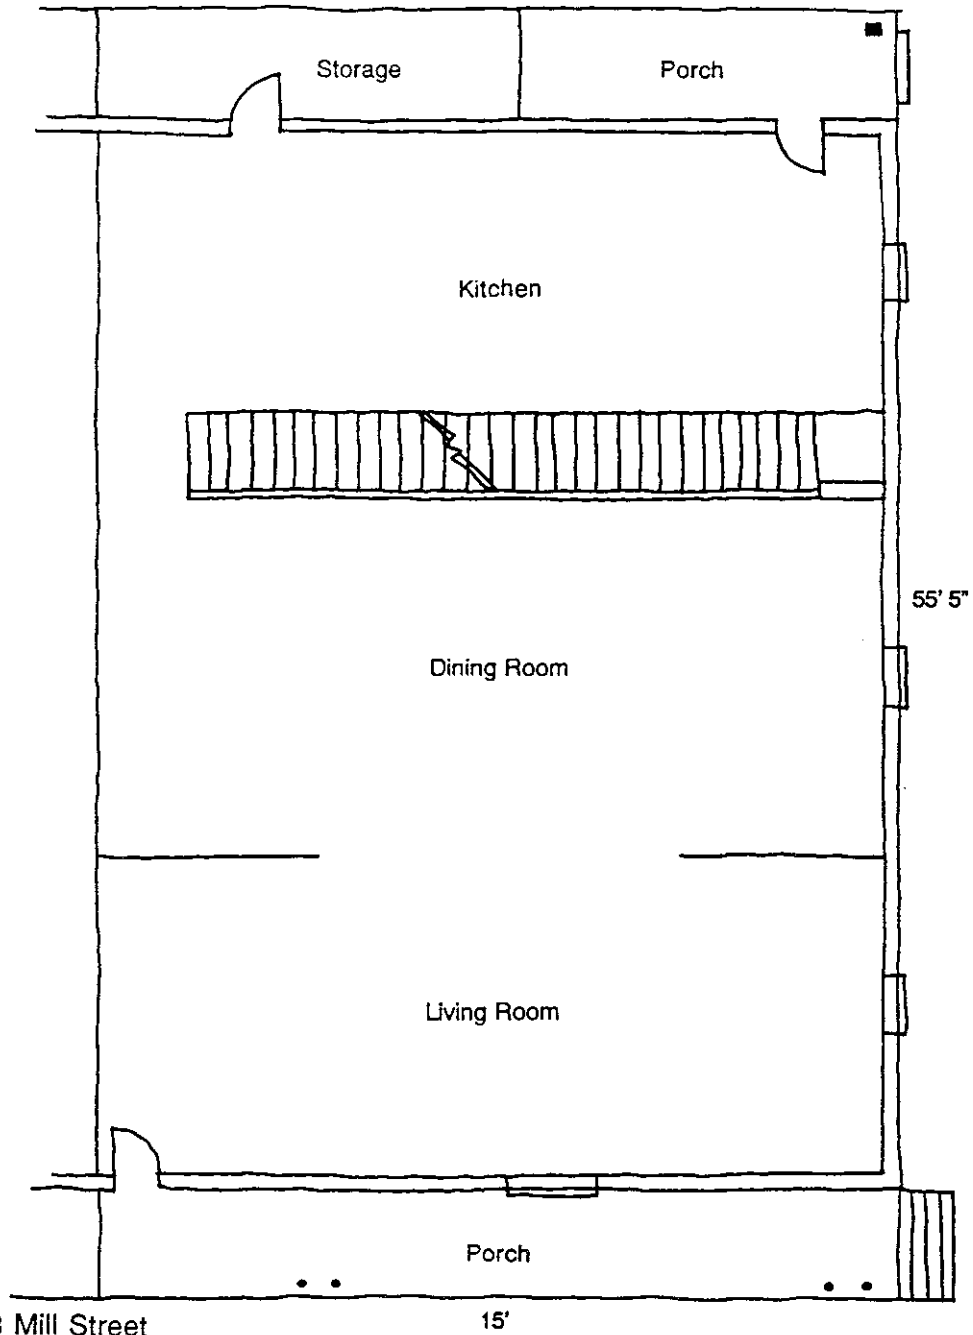 Storage
Porch
Kitchen
55' 5"
Dining Room
Living Room
Porch
Mill Street
15'